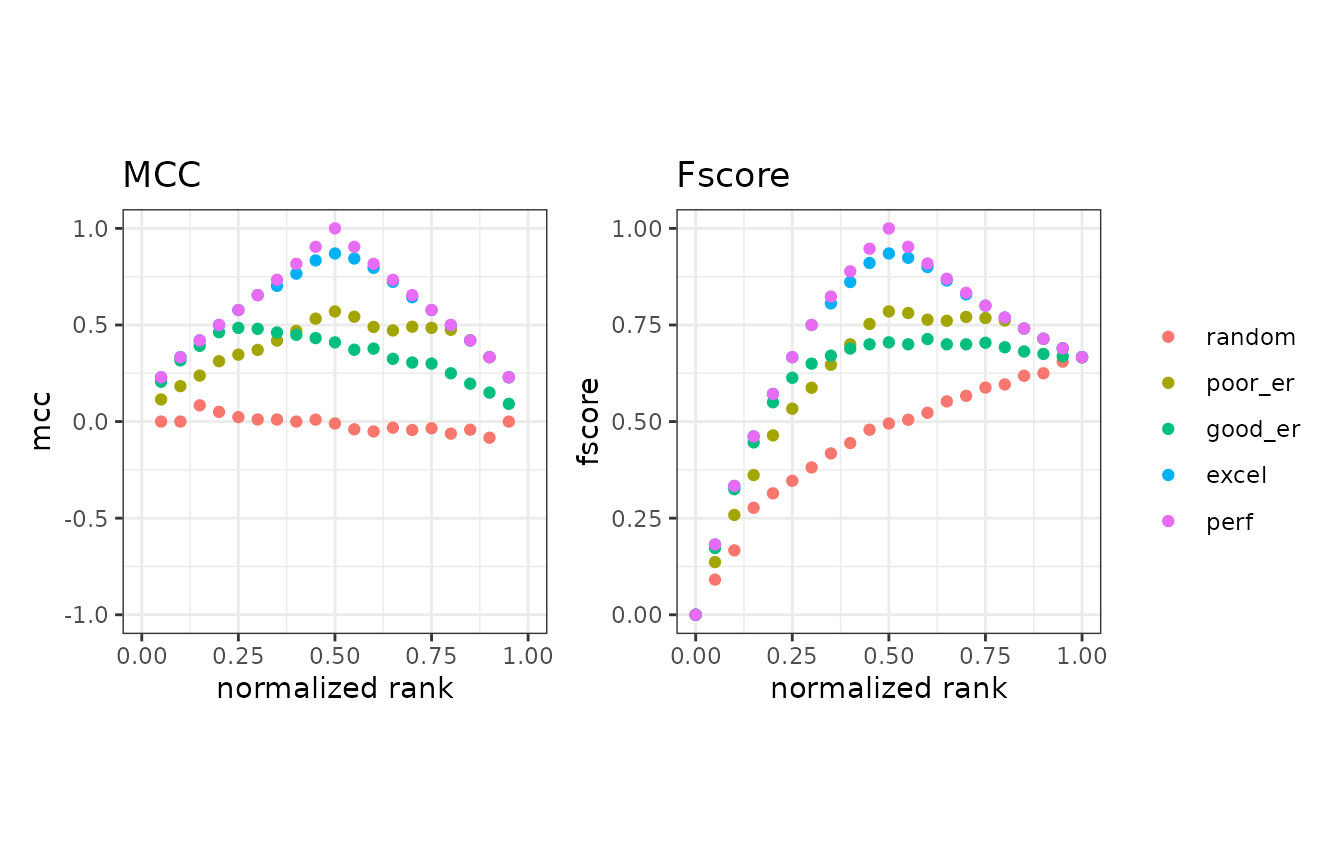 MCC
mcc
1.0
0.5
0.0
-0.5
-1.0
0.00 0.25 0.50 0.75 1.00
normalized rank
Fscore
fscore
1.00
0.75
0.50
0.25
0.00
0.00 0.25 0.50 0.75 1.00
normalized rank
random
poor_er
good_er
excel
perf